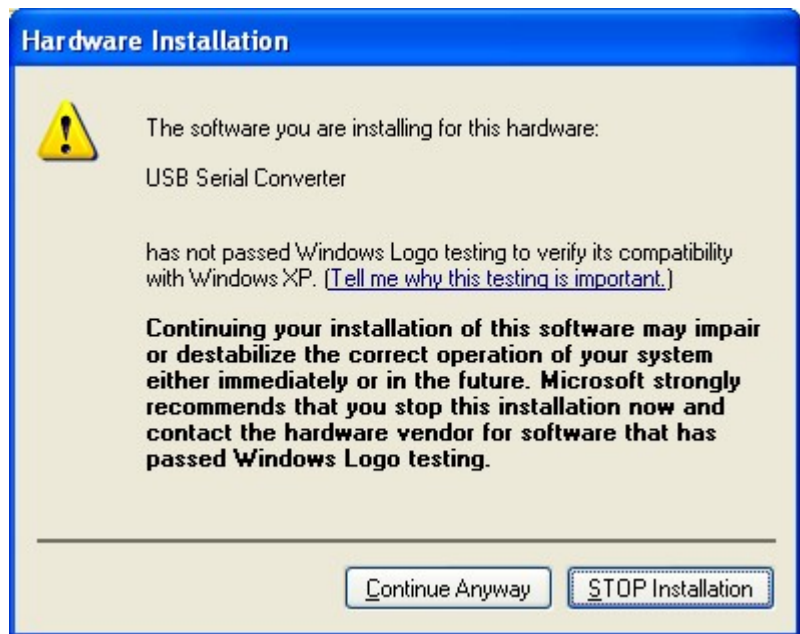 Hardware Installation
The software you are installing for this hardware:
USB Serial Converter
has not passed Windows Logo testing to verify its compatibility
with Windows XP. (Tell me why this testing is important.)
Continuing your installation of this software may impair
or destabilize the correct operation of your system
either immediately or in the future. Microsoft strongly
recommends that you stop this installation now and
contact the hardware vendor for software that has
passed Windows Logo testing.
Continue Anyway STOP Installation